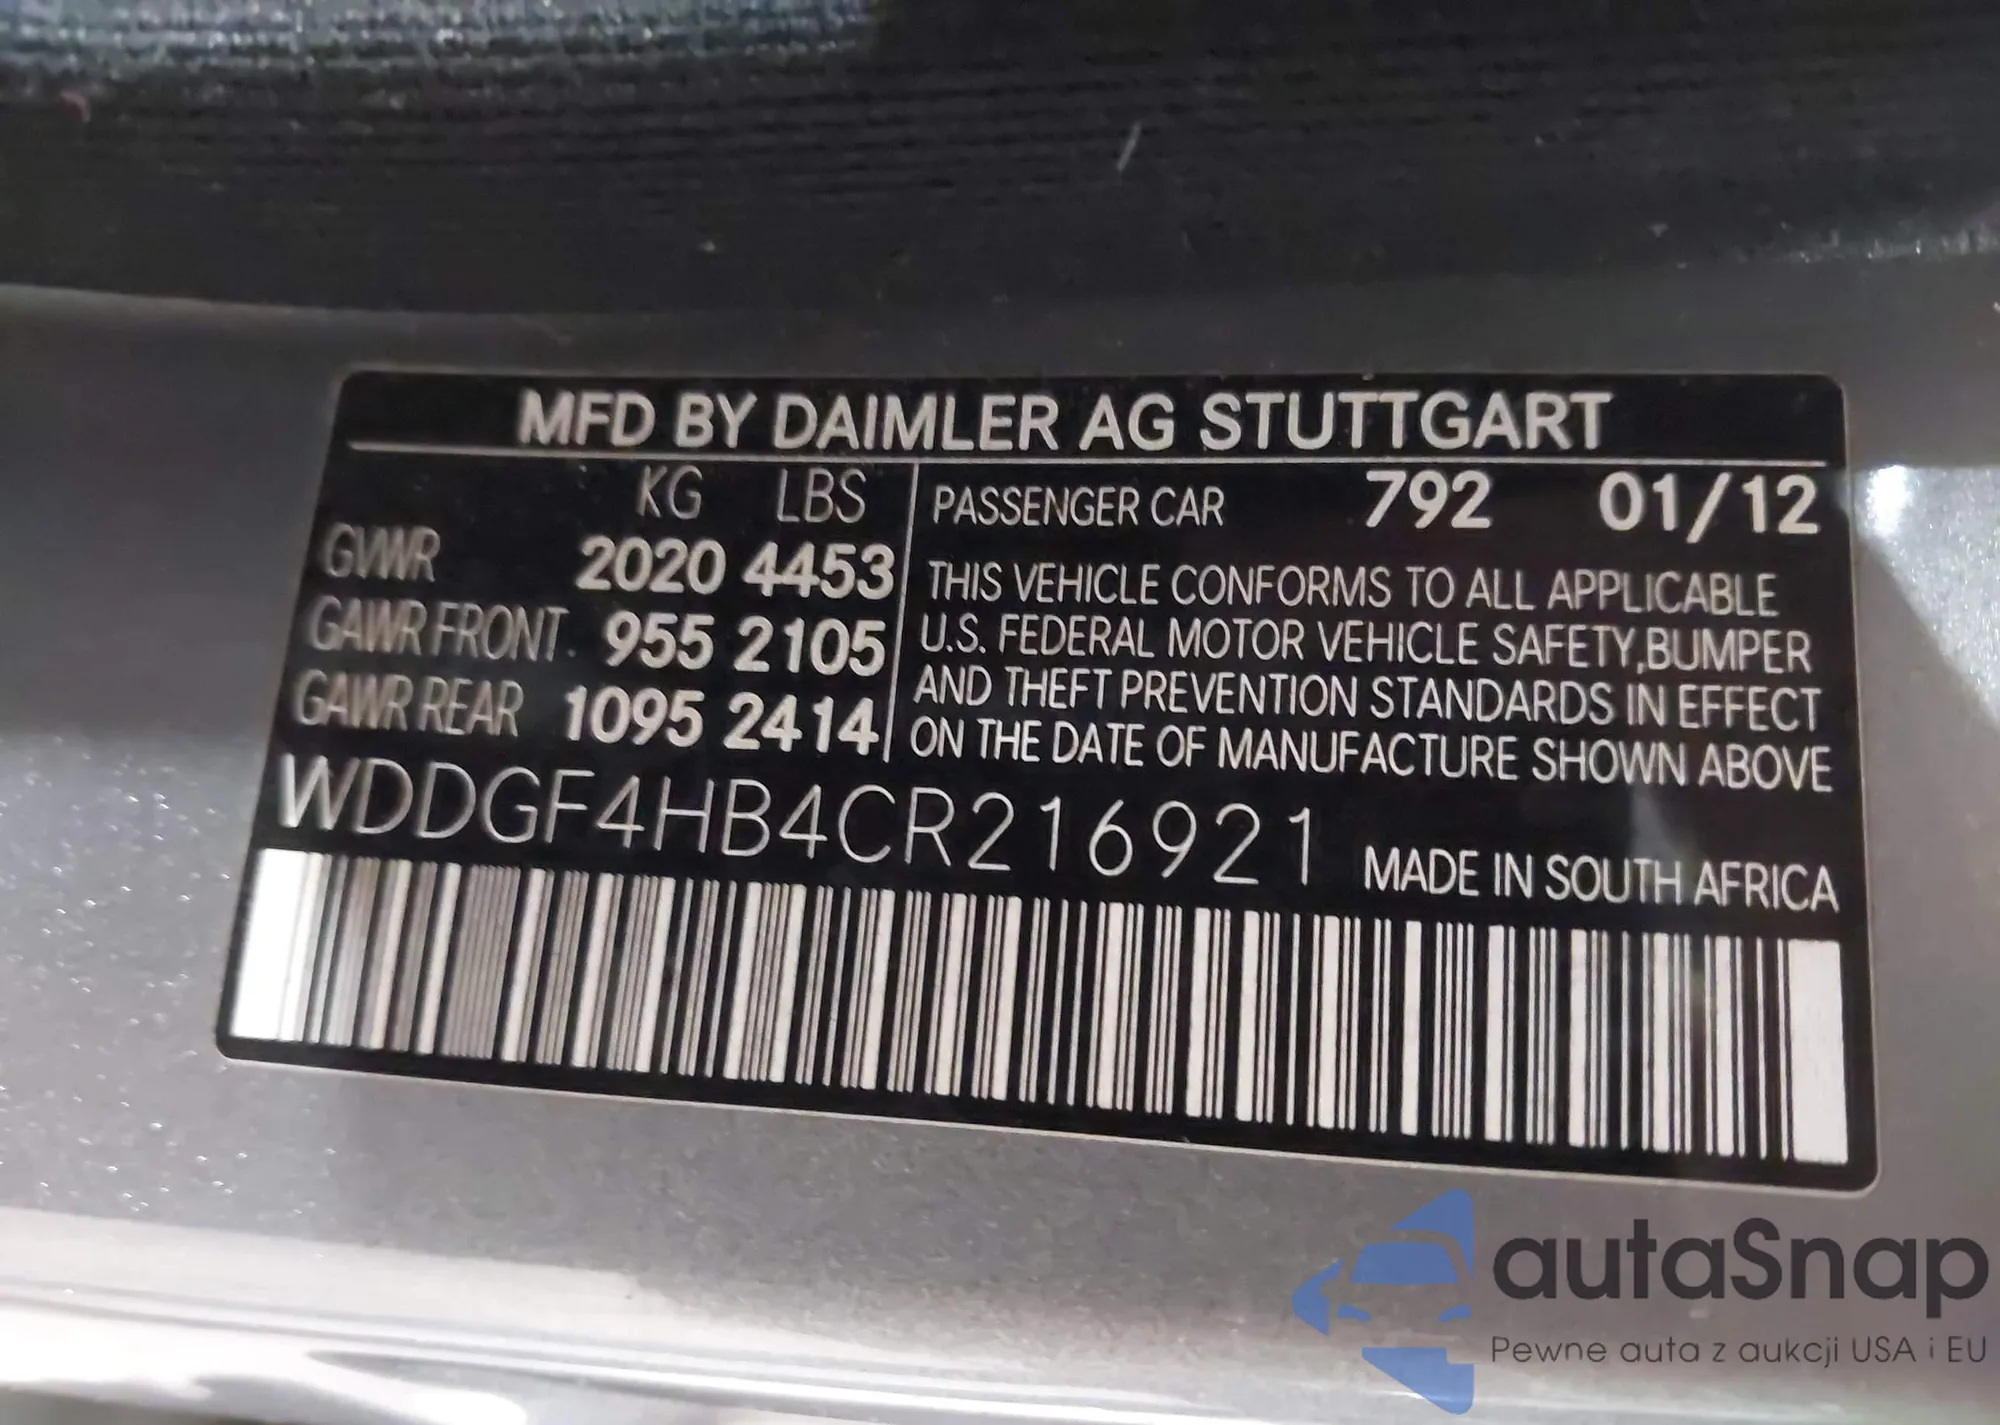 MFD BY DAIMLER AG STUTTGART
KG LBS
GVWR 2020 4453
GAWR FRONT 955 2105
GAWR REAR 1095 2414
PASSENGER CAR 792 01/12
THIS VEHICLE CONFORMS TO ALL APPLICABLE
U.S. FEDERAL MOTOR VEHICLE SAFETY,BUMPER
AND THEFT PREVENTION STANDARDS IN EFFECT
ON THE DATE OF MANUFACTURE SHOWN ABOVE
WDDGF4HB4CR216921
MADE IN SOUTH AFRICA
autaSnap
Pewne auta z aukcji USA i EU